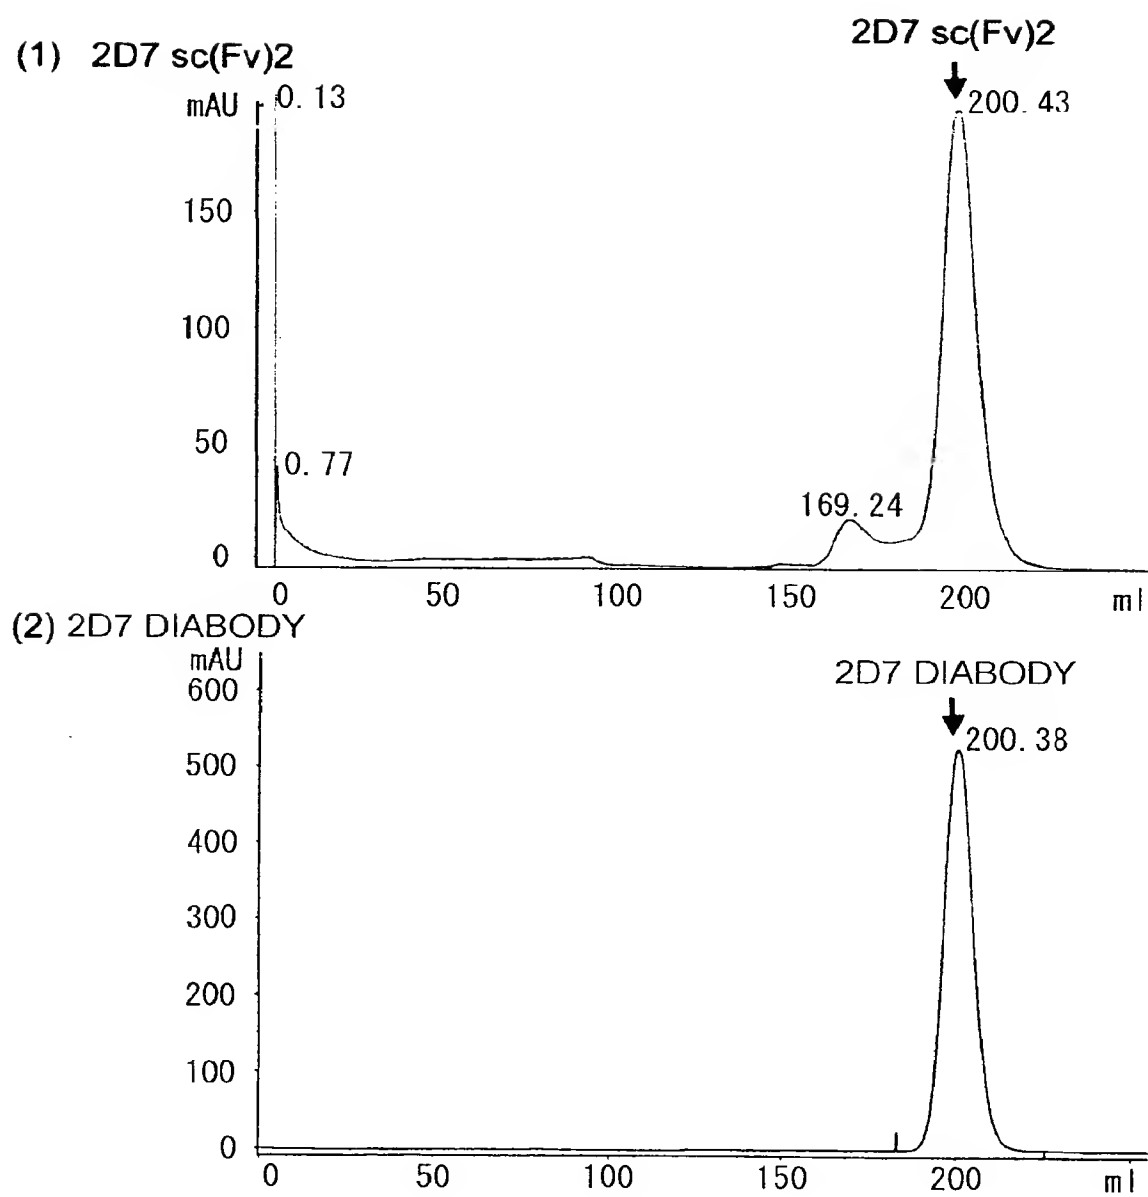 (1) 2D7 sc(Fv)2
2D7 sc(Fv)2
mAU
0.13
200.43
150
100
50
0.77
169.24
0
0 50 100 150 200 ml
(2) 2D7 DIABODY
mAU
2D7 DIABODY
600
200.38
500
400
300
200
100
0
0 50 100 150 200 ml